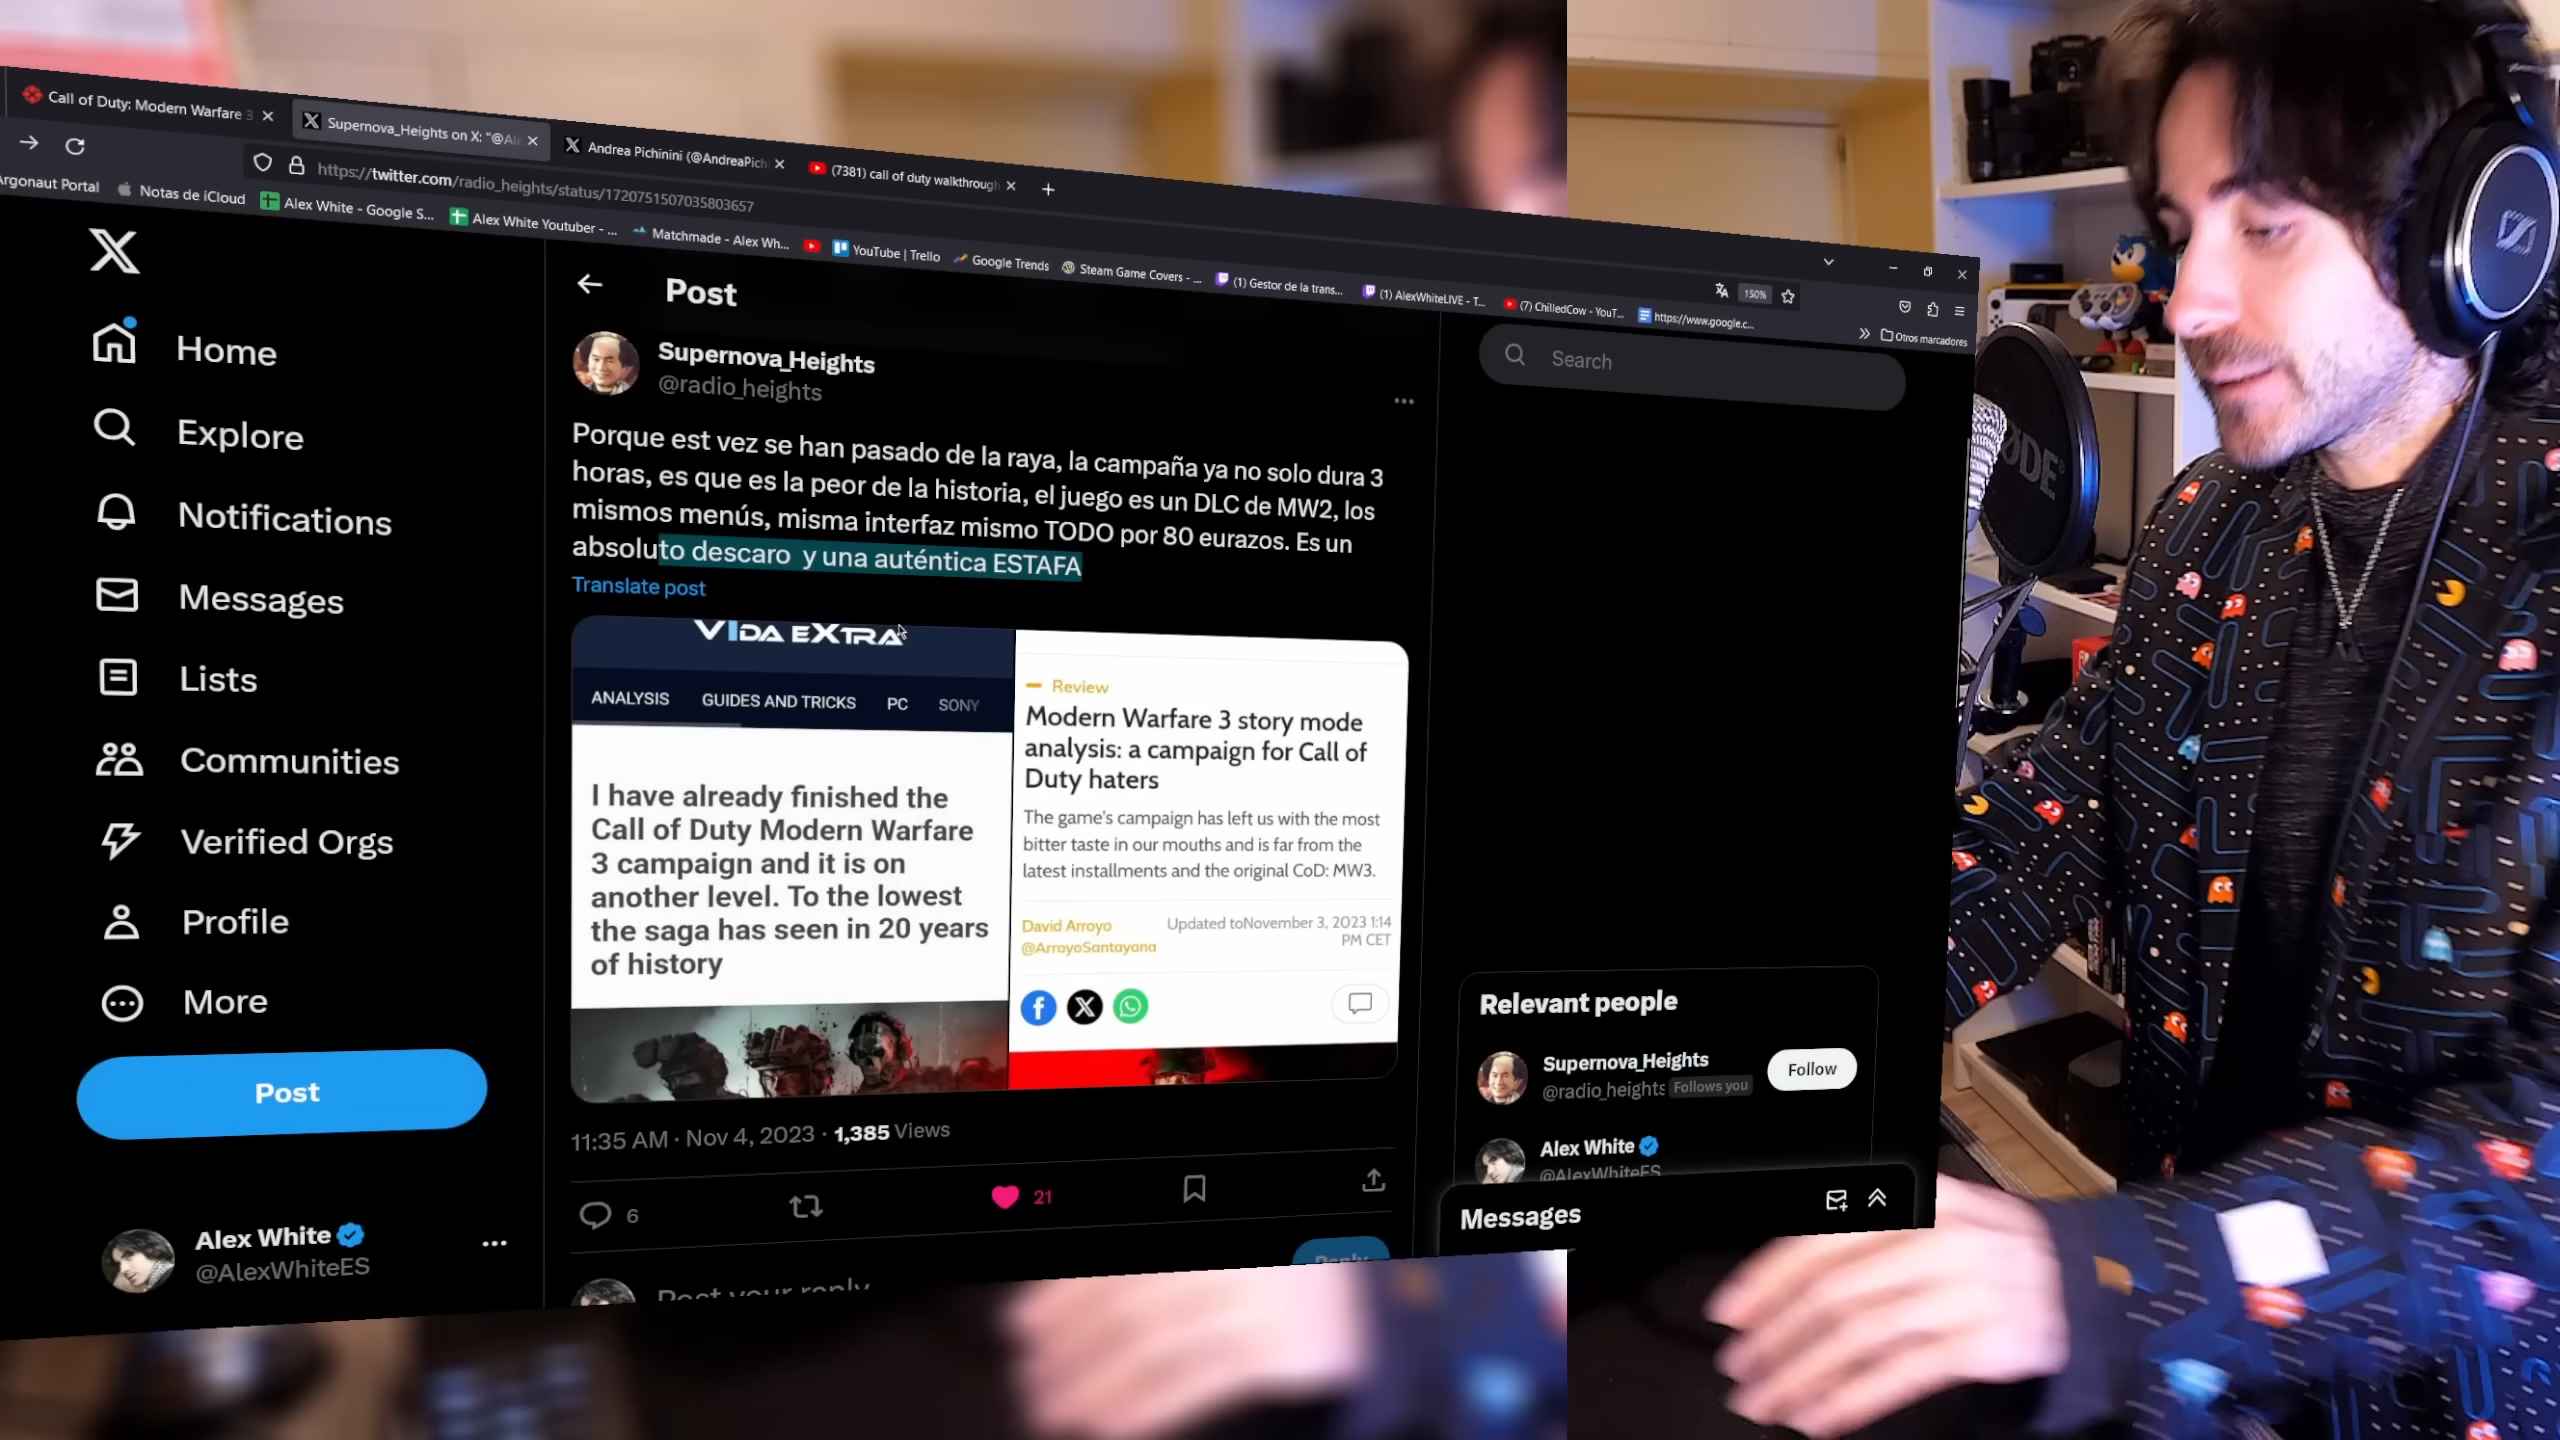 Call of Duty: Modern Warfare 3
Supernova_Heights on X: "@Ale
Andrea Pichinini (@AndreaPich
(7381) call of duty walkthrough
https://twitter.com/radio_heights/status/1720751507035803657
150%
Argonaut Portal
Notas de iCloud
Alex White - Google S...
Alex White Youtuber - ...
Matchmade - Alex Wh...
YouTube | Trello
Google Trends
Steam Game Covers - ...
(1) Gestor de la trans...
(1) AlexWhiteLIVE - T...
(7) ChilledCow - YouT...
https://www.google.c...
Otros marcadores
Home
Explore
Notifications
Messages
Lists
Communities
Verified Orgs
Profile
More
Post
Alex White
@AlexWhiteES
Post
Supernova_Heights
@radio_heights
Porque est vez se han pasado de la raya, la campaña ya no solo dura 3
horas, es que es la peor de la historia, el juego es un DLC de MW2, los
mismos menús, misma interfaz mismo TODO por 80 eurazos. Es un
absoluto descaro y una auténtica ESTAFA
Translate post
VIDA EXTRA
ANALYSIS GUIDES AND TRICKS PC SONY
I have already finished the
Call of Duty Modern Warfare
3 campaign and it is on
another level. To the lowest
the saga has seen in 20 years
of history
Review
Modern Warfare 3 story mode
analysis: a campaign for Call of
Duty haters
The game's campaign has left us with the most
bitter taste in our mouths and is far from the
latest installments and the original CoD: MW3.
David Arroyo
@ArroyoSantayana
Updated toNovember 3, 2023 1:14
PM CET
11:35 AM · Nov 4, 2023 · 1,385 Views
6
21
Post your reply
Reply
Search
Relevant people
Supernova_Heights
@radio_heights Follows you
Follow
Alex White
@AlexWhiteES
Messages